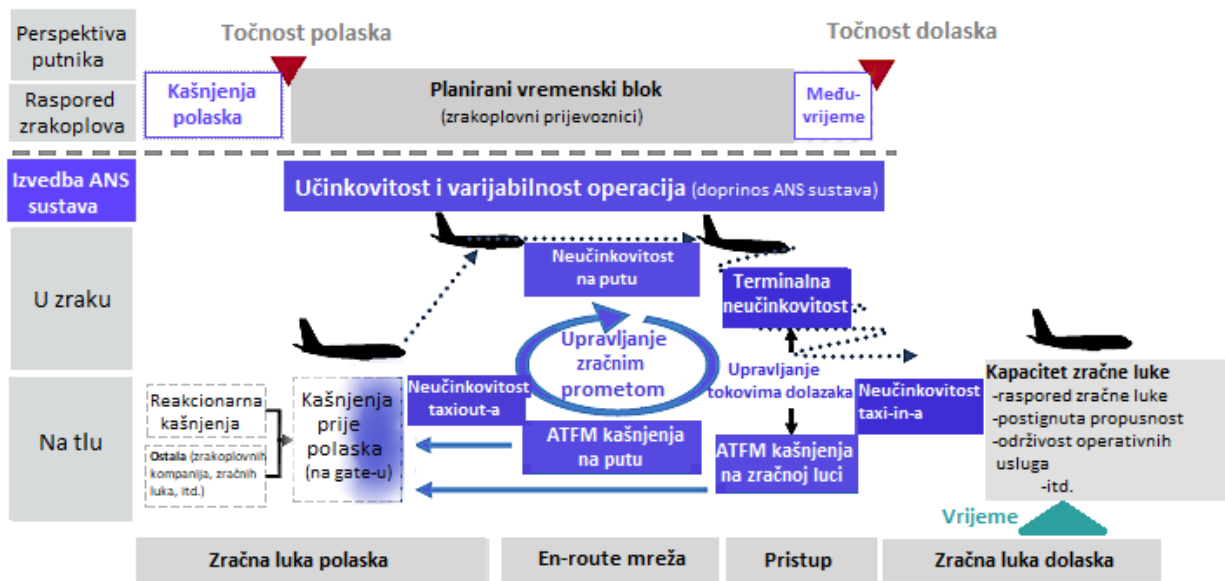 Perspektiva
putnika
Točnost polaska
Točnost dolaska
Raspored
zrakoplova
Kašnjenja
polaska
Planirani vremenski blok
(zrakoplovni prijevoznici)
Među-
vrijeme
Izvedba ANS
sustava
Učinkovitost i varijabilnost operacija (doprinos ANS sustava)
U zraku
Neučinkovitost
na putu
Terminalna
neučinkovitost
Upravljanje
zračnim
prometom
Upravljanje
tokovima dolazaka
Na tlu
Reakcionarna
kašnjenja
Ostala (zrakoplovnih
kompanija, zračnih
luka, itd.)
Kašnjenja
prije
polaska
(na gate-u)
Neučinkovitost
taxiout-a
ATFM kašnjenja
na putu
ATFM kašnjenja
na zračnoj luci
Neučinkovitost
taxi-in-a
Kapacitet zračne luke
-raspored zračne luke
-postignuta propusnost
-održivost operativnih
usluga
-itd.
Vrijeme
Zračna luka polaska
En-route mreža
Pristup
Zračna luka dolaska